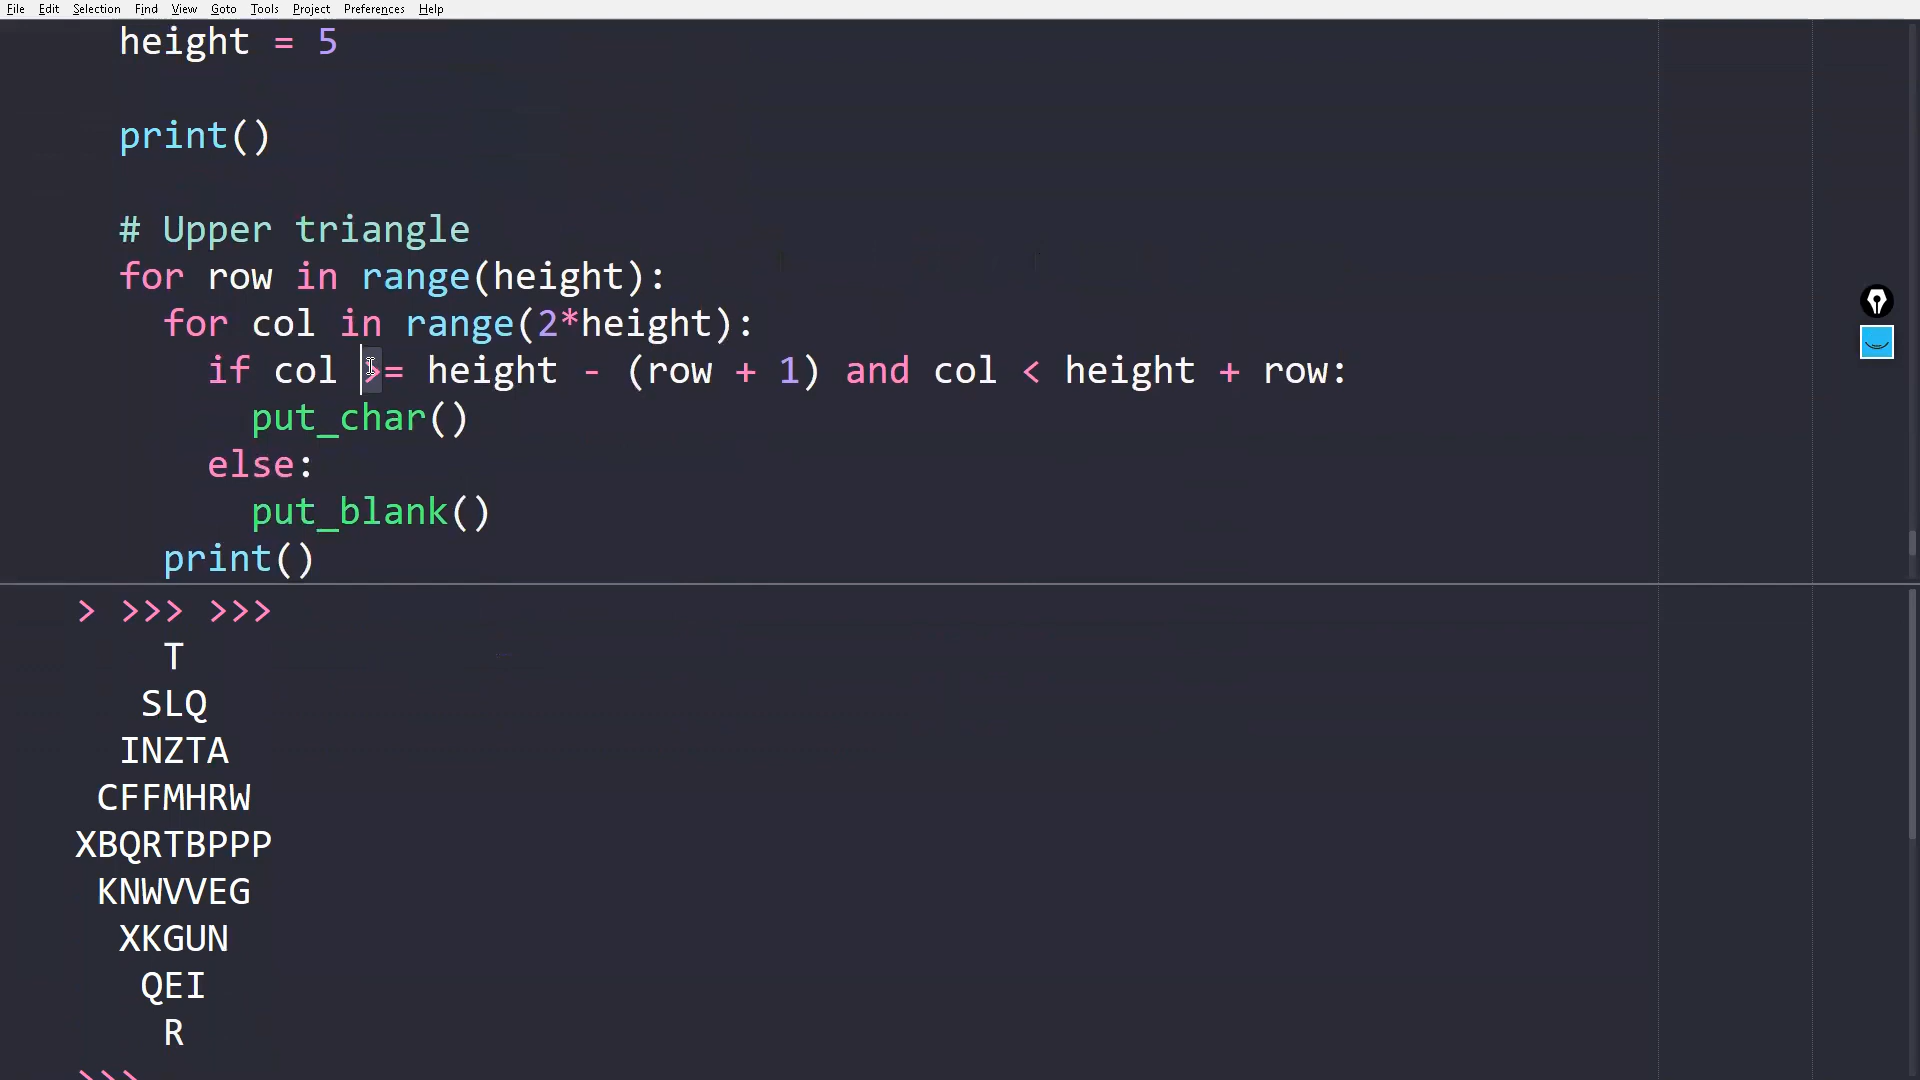 File Edit Selection Find View Goto Tools Project Preferences Help
height = 5
print()
# Upper triangle
for row in range(height):
for col in range(2*height):
if col >= height - (row + 1) and col < height + row:
put_char()
else:
put_blank()
print()
> >>> >>>
T
SLQ
INZTA
CFFMHRW
XBQRTBPPP
KNWVVEG
XKGUN
QEI
R
>>>